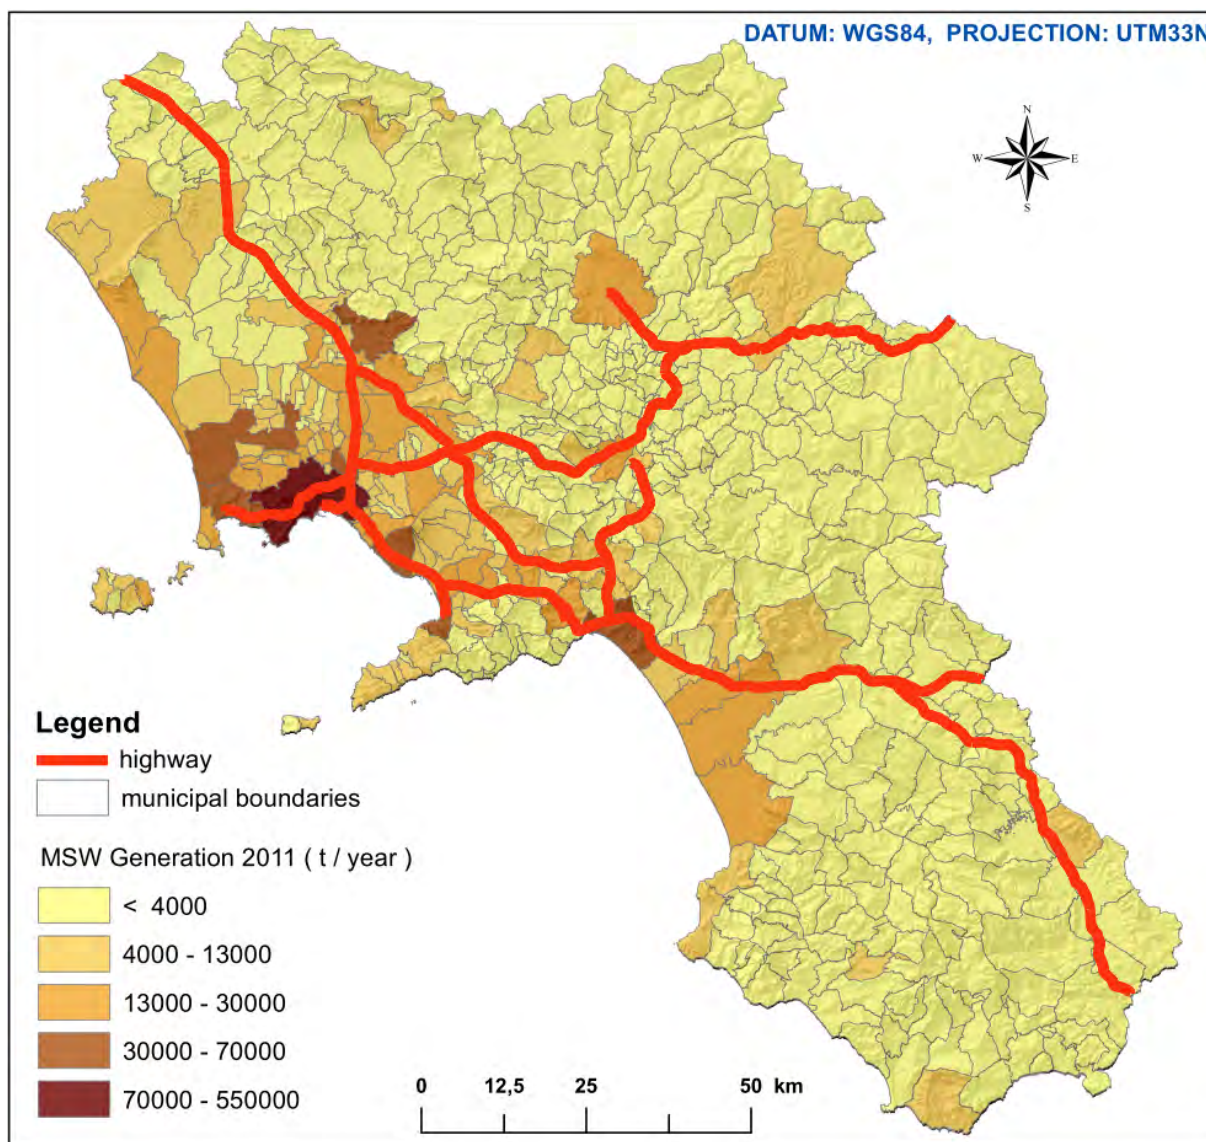 DATUM: WGS84, PROJECTION: UTM33N
N
W E
S
Legend
highway
municipal boundaries
MSW Generation 2011 ( t / year )
< 4000
4000 - 13000
13000 - 30000
30000 - 70000
70000 - 550000
0 12,5 25 50 km